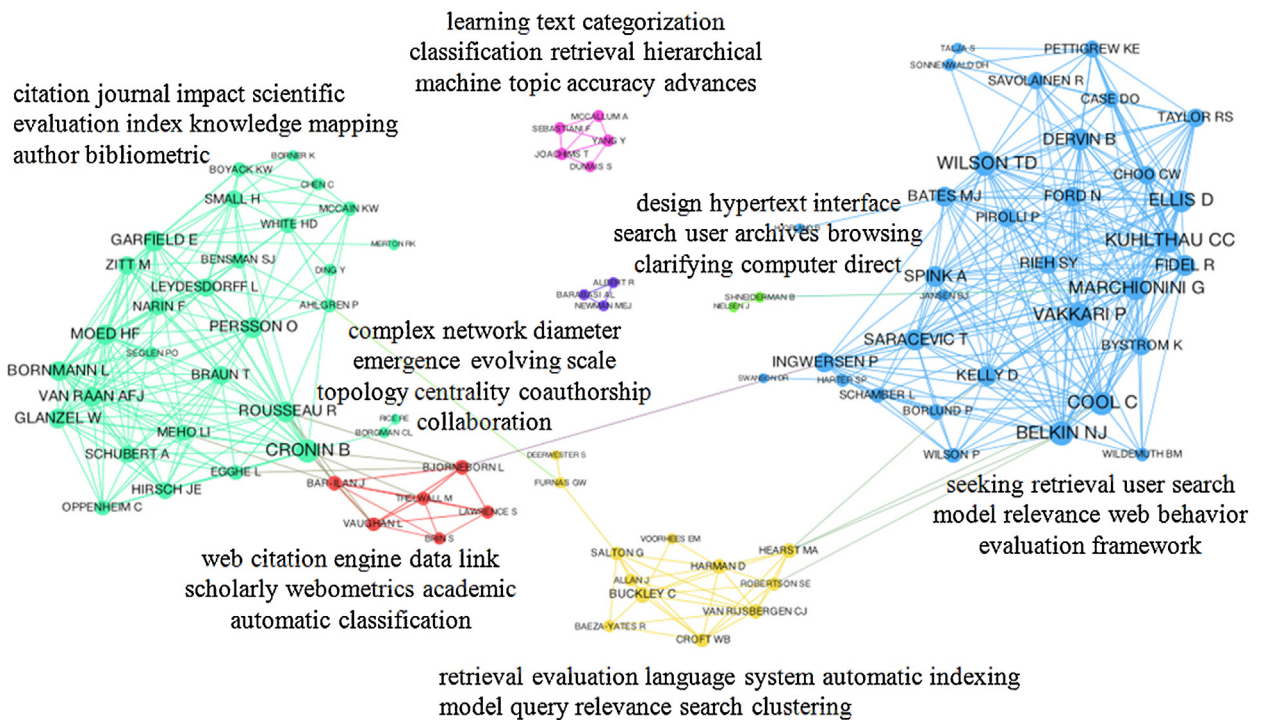 learning text categorization
classification retrieval hierarchical
machine topic accuracy advances
citation journal impact scientific
evaluation index knowledge mapping
author bibliometric
BORNER K
BOYACK KW
CHEN C
SMALL H
MCCAIN KW
WHITE HD
GARFIELD E
MERTON RK
BENSMAN SJ
ZITT M
DING Y
LEYDESDORFF L
NARIN F
AHLGREN P
PERSSON O
MOED HF
SEGLEN PO
BORNMANN L
BRAUN T
VAN RAAN AFJ
GLANZEL W
ROUSSEAU R
MEHO LI
CRONIN B
SCHUBERT A
EGGHE L
HIRSCH JE
OPPENHEIM C
RICE RE
BORGMAN CL
MCCALLUM A
SEBASTIANI F
YANG Y
JOACHIMS T
DUMAIS S
design hypertext interface
search user archives browsing
clarifying computer direct
ALBERT R
BARABASI AL
NEWMAN MEJ
SHNEIDERMAN B
NIELSEN J
complex network diameter
emergence evolving scale
topology centrality coauthorship
collaboration
TALJA S
PETTIGREW KE
SONNENWALD DH
SAVOLAINEN R
CASE DO
TAYLOR RS
DERVIN B
WILSON TD
CHOO CW
BATES MJ
FORD N
ELLIS D
PIROLLI P
KUHLTHAU CC
RIEH SY
FIDEL R
SPINK A
MARCHIONINI G
JANSEN BJ
VAKKARI P
SARACEVIC T
BYSTROM K
INGWERSEN P
SWANSON DR
HARTER SP
KELLY D
SCHAMBER L
COOL C
BORLUND P
BELKIN NJ
WILSON P
WILDEMUTH BM
seeking retrieval user search
model relevance web behavior
evaluation framework
BJORNEBORN L
BAR-ILAN J
THELWALL M
LAWRENCE S
VAUGHAN L
BRIN S
web citation engine data link
scholarly webometrics academic
automatic classification
DEERWESTER S
FURNAS GW
VOORHEES EM
SALTON G
HEARST MA
HARMAN D
ALLAN J
ROBERTSON SE
BUCKLEY C
VAN RIJSBERGEN CJ
BAEZA-YATES R
CROFT WB
retrieval evaluation language system automatic indexing
model query relevance search clustering